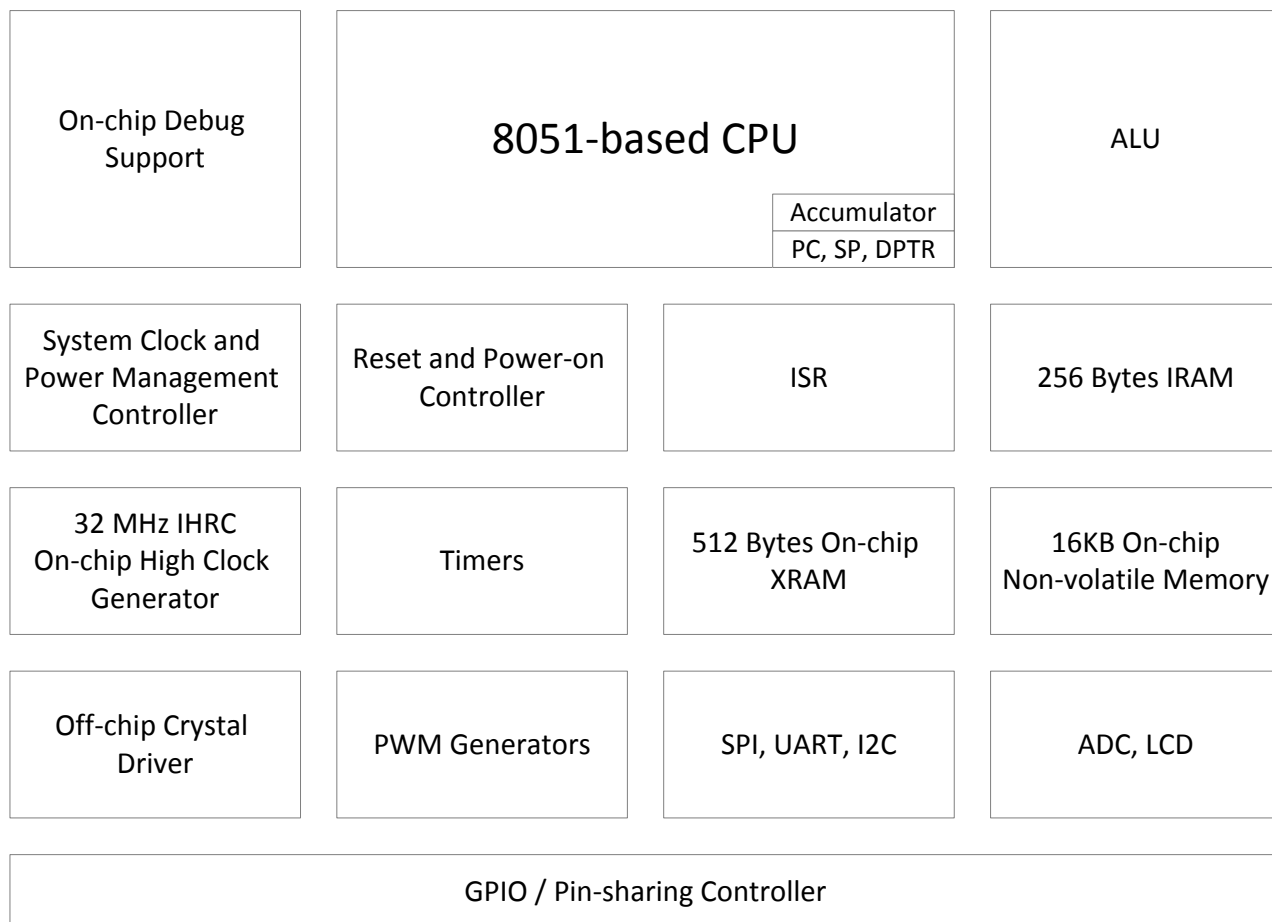 On-chip Debug
Support
8051-based CPU
Accumulator
PC, SP, DPTR
ALU
System Clock and
Power Management
Controller
Reset and Power-on
Controller
ISR
256 Bytes IRAM
32 MHz IHRC
On-chip High Clock
Generator
Timers
512 Bytes On-chip
XRAM
16KB On-chip
Non-volatile Memory
Off-chip Crystal
Driver
PWM Generators
SPI, UART, I2C
ADC, LCD
GPIO / Pin-sharing Controller